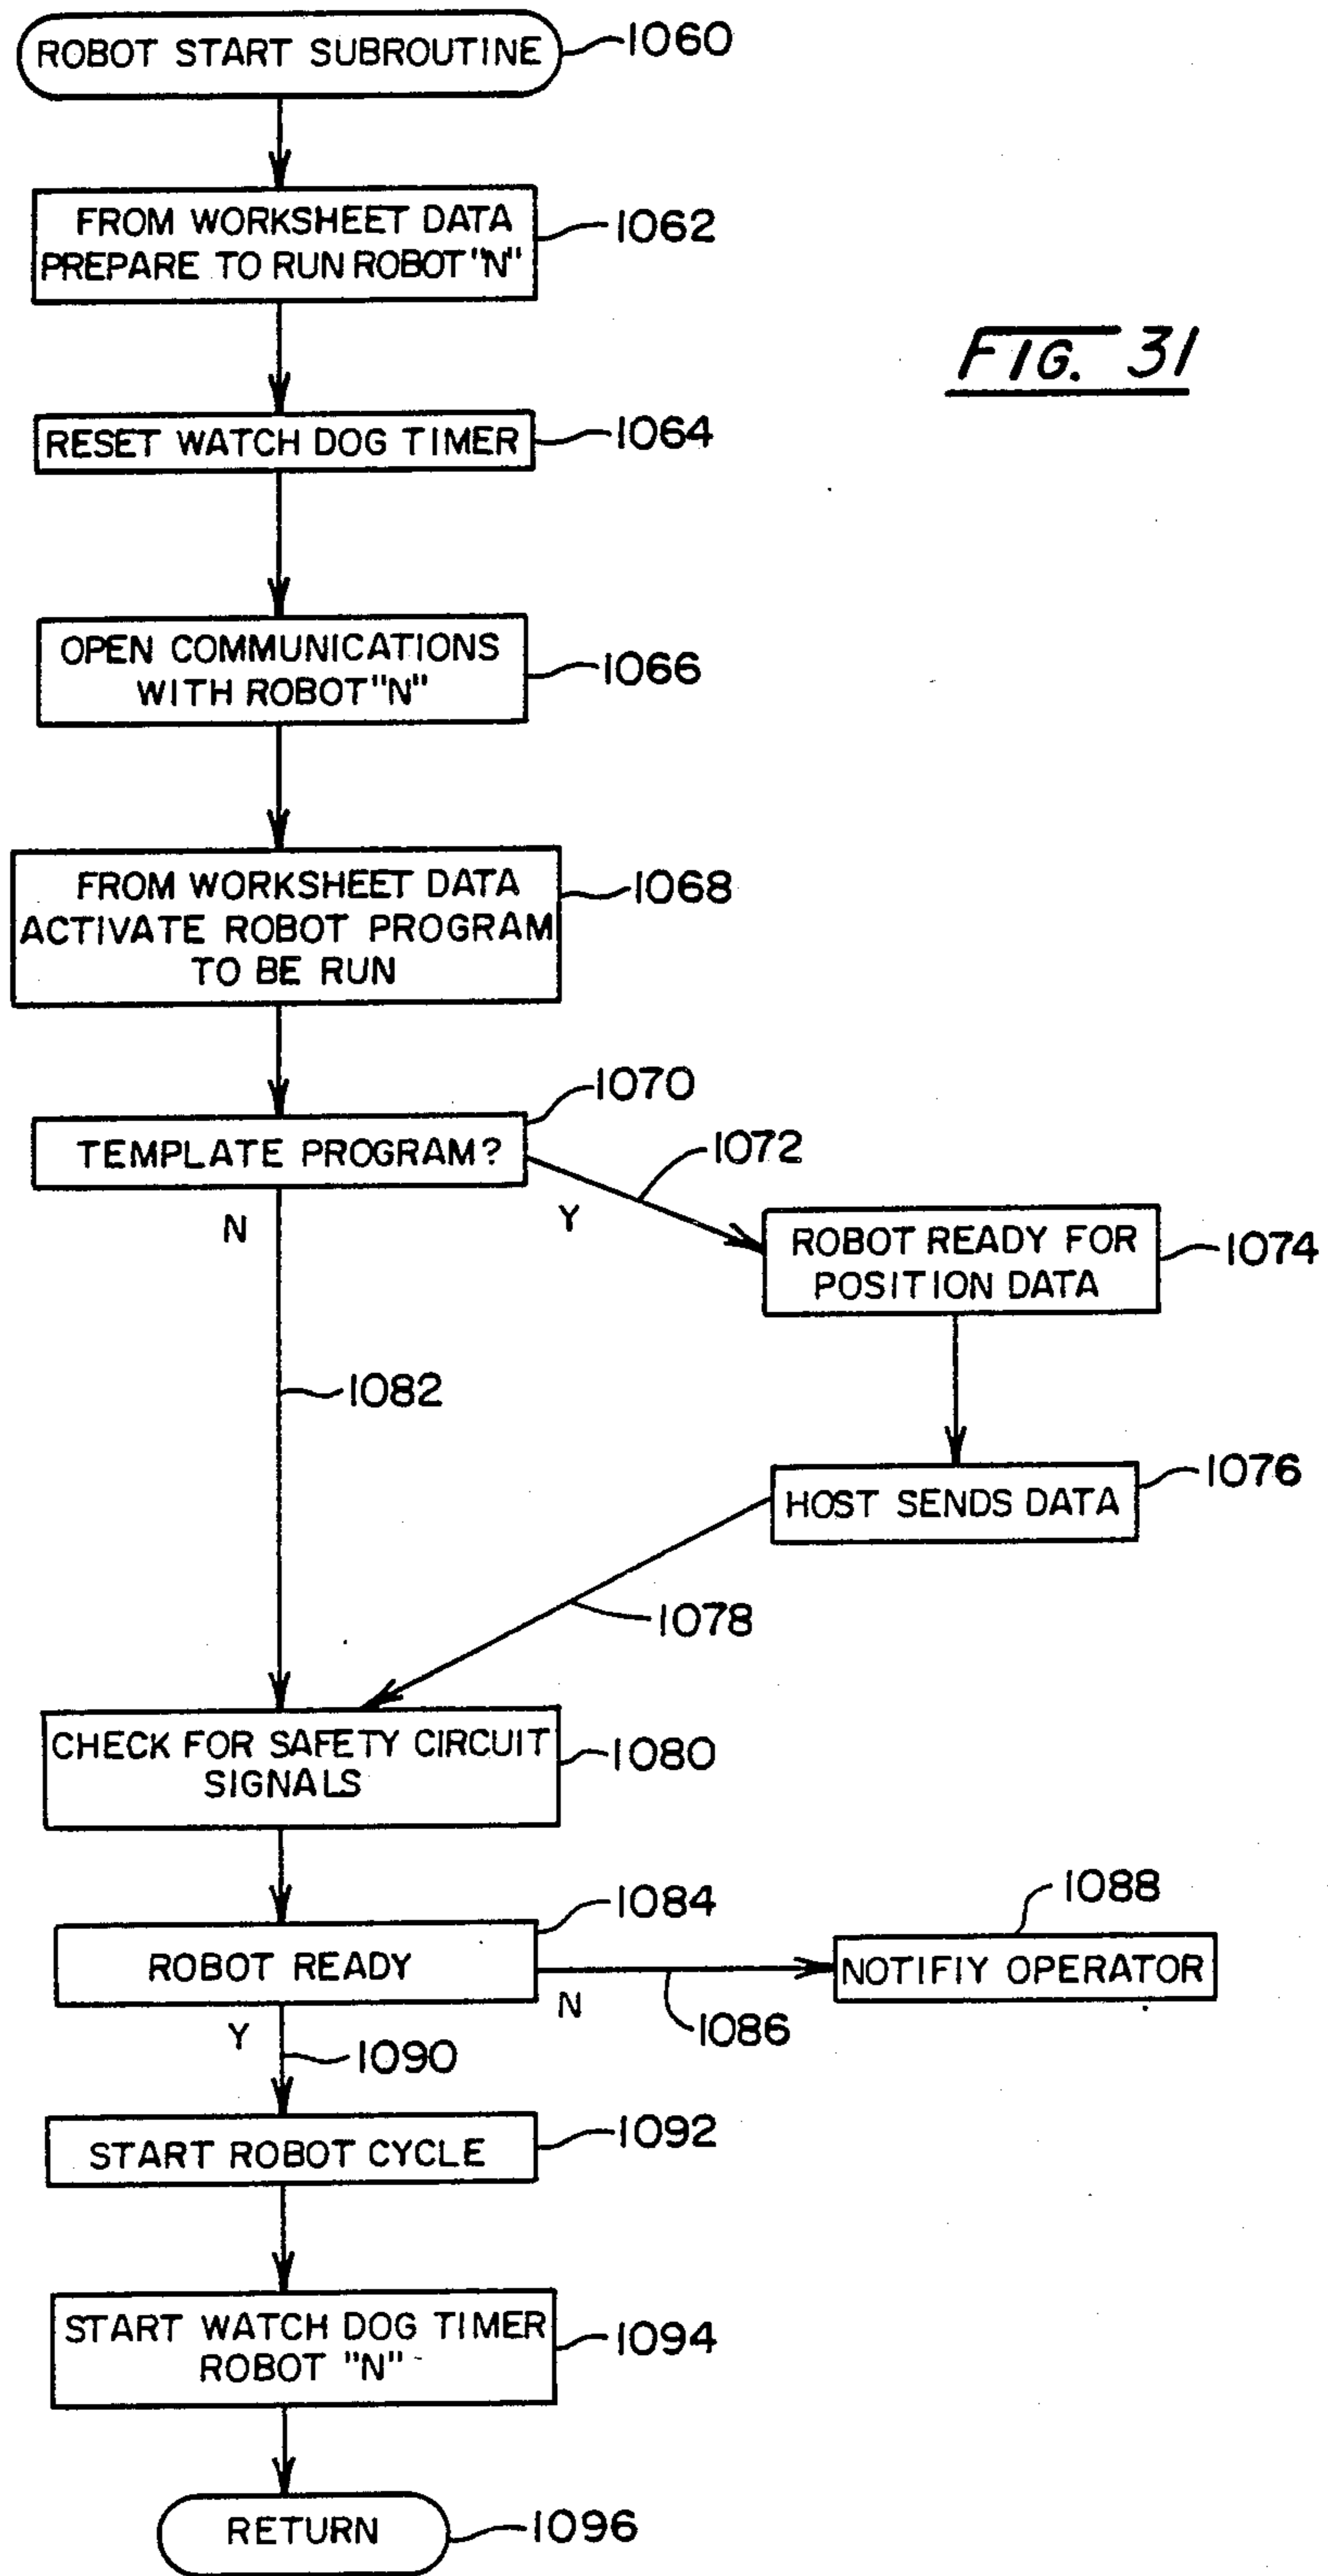 ROBOT START SUBROUTINE
1060
FROM WORKSHEET DATA
PREPARE TO RUN ROBOT "N"
1062
FIG. 31
RESET WATCH DOG TIMER
1064
OPEN COMMUNICATIONS
WITH ROBOT "N"
1066
FROM WORKSHEET DATA
ACTIVATE ROBOT PROGRAM
TO BE RUN
1068
1070
TEMPLATE PROGRAM?
1072
N
Y
ROBOT READY FOR
POSITION DATA
1074
1082
HOST SENDS DATA
1076
1078
CHECK FOR SAFETY CIRCUIT
SIGNALS
1080
1084
ROBOT READY
1088
NOTIFIY OPERATOR
N
1086
Y
1090
START ROBOT CYCLE
1092
START WATCH DOG TIMER
ROBOT "N"
1094
RETURN
1096